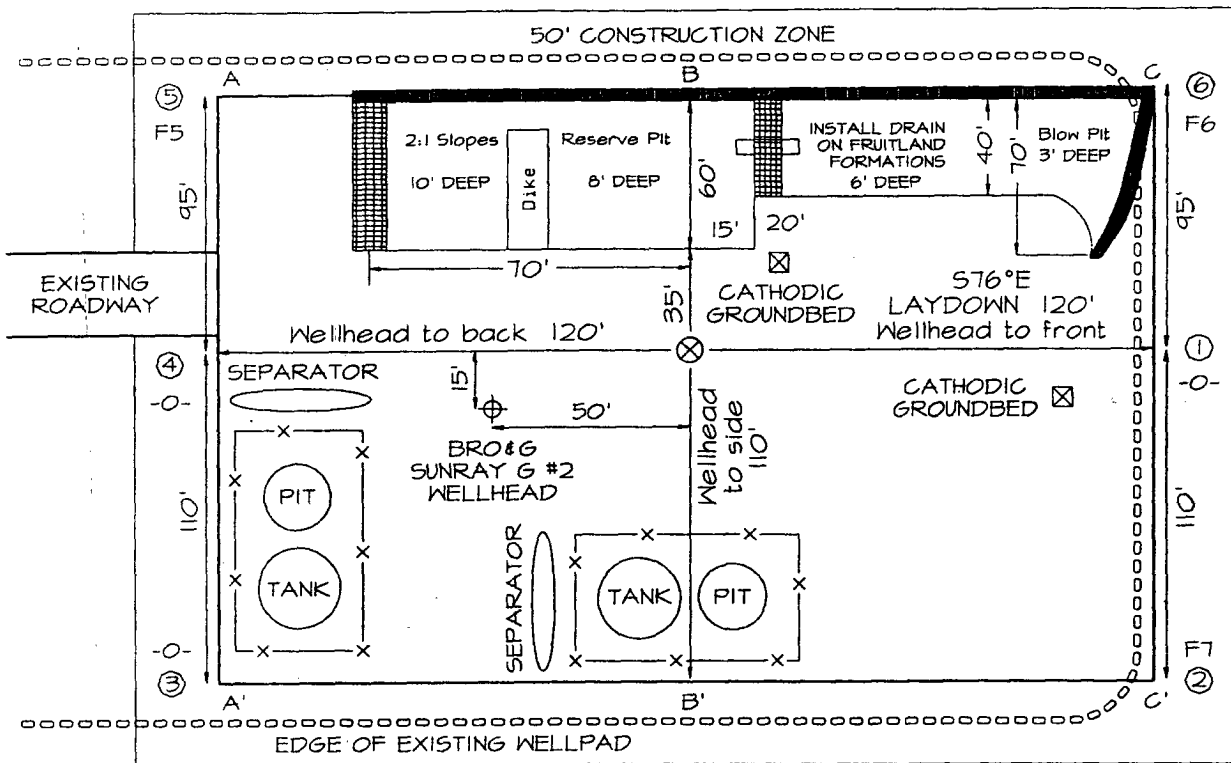 50' CONSTRUCTION ZONE
A
B
C
5
6
F5
F6
2:1 Slopes
10' DEEP
Dike
Reserve Pit
8' DEEP
60'
INSTALL DRAIN
ON FRUITLAND
FORMATIONS
6' DEEP
40'
70'
Blow Pit
3' DEEP
95'
95'
15'
20'
70'
35'
EXISTING
ROADWAY
CATHODIC
GROUNDBED
S76°E
LAYDOWN 120'
Wellhead to front
Wellhead to back 120'
4
1
-0-
-0-
SEPARATOR
15'
50'
CATHODIC
GROUNDBED
BRO&G
SUNRAY G #2
WELLHEAD
Wellhead
to side
110'
110'
110'
PIT
TANK
SEPARATOR
TANK
PIT
-0-
F7
3
2
A'
B'
C'
EDGE OF EXISTING WELLPAD